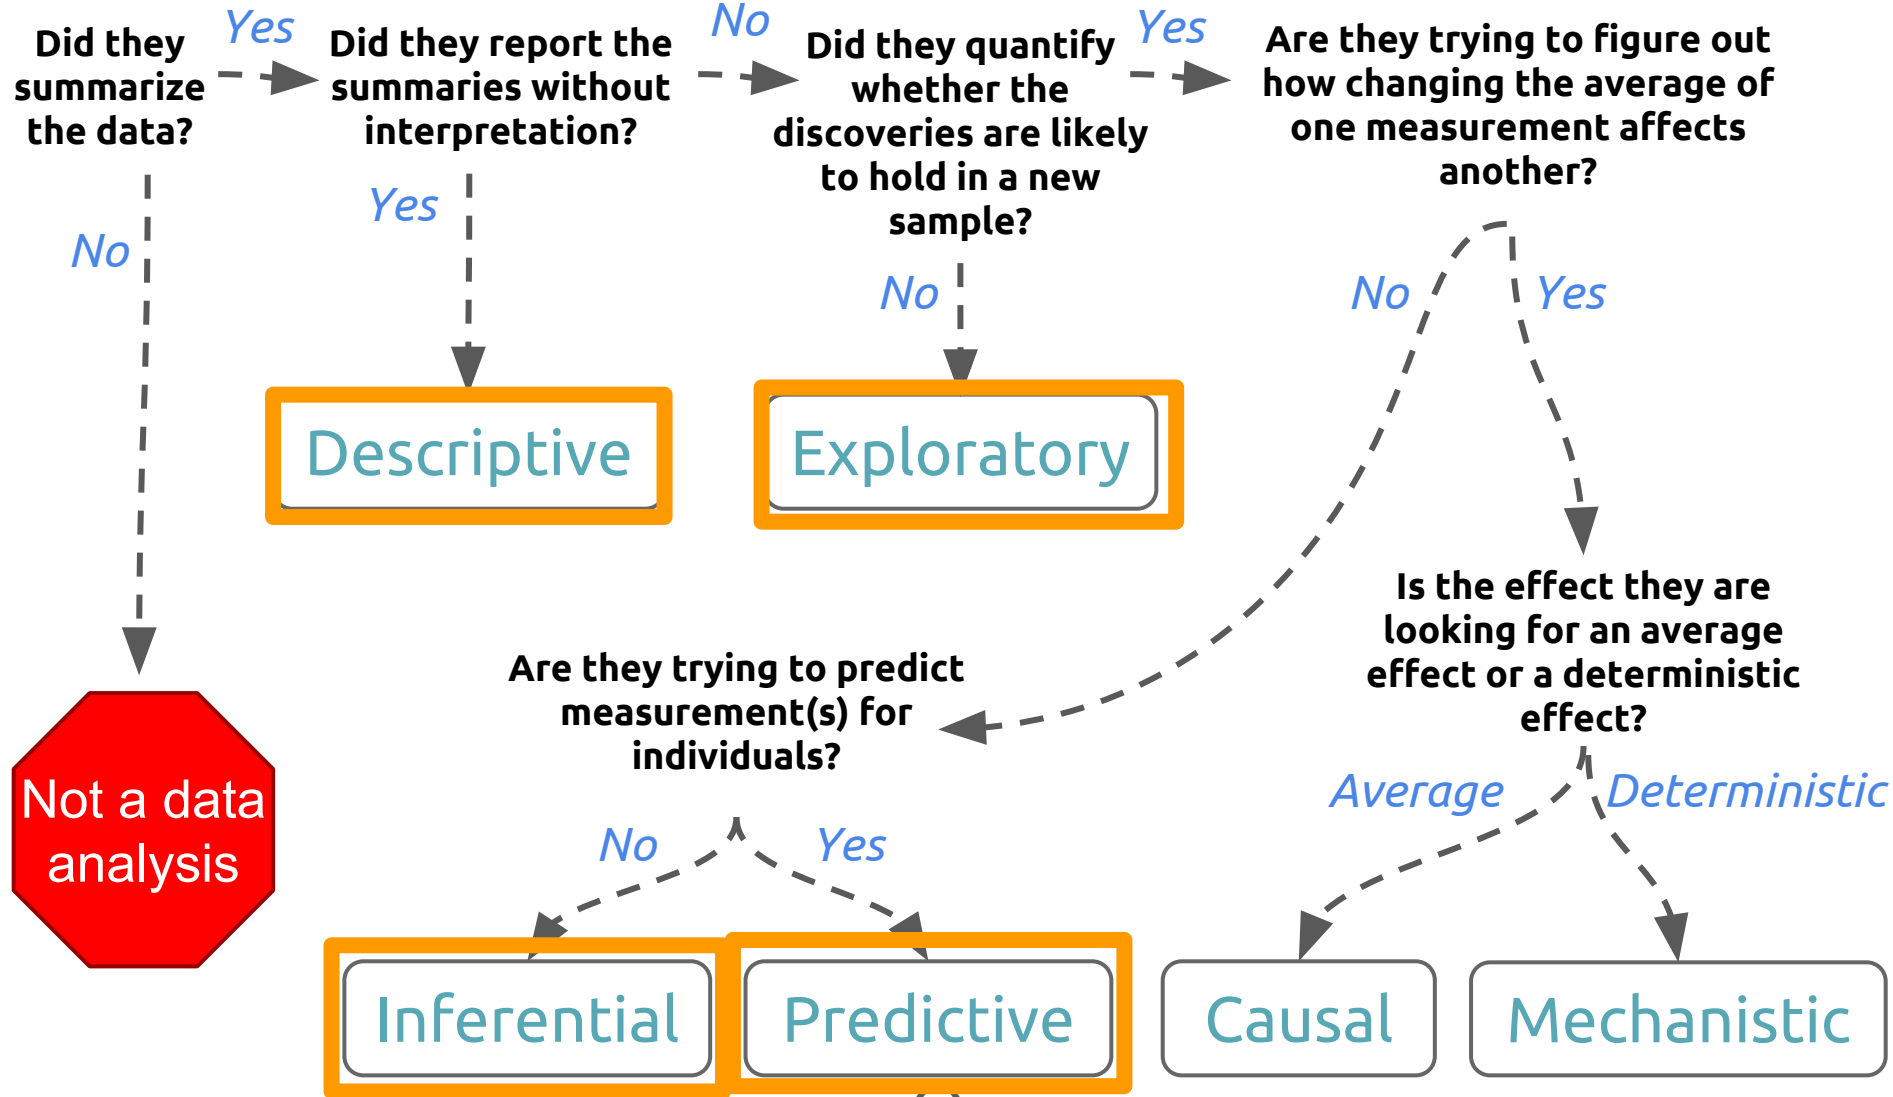 Did they
summarize
the data?
Yes
Did they report the
summaries without
interpretation?
No
Did they quantify
whether the
discoveries are likely
to hold in a new
sample?
Yes
Are they trying to figure out
how changing the average of
one measurement affects
another?
No
Yes
No
No
Yes
Descriptive
Exploratory
Is the effect they are
looking for an average
effect or a deterministic
effect?
Are they trying to predict
measurement(s) for
individuals?
Average
Deterministic
No
Yes
Not a data
analysis
Inferential
Predictive
Causal
Mechanistic